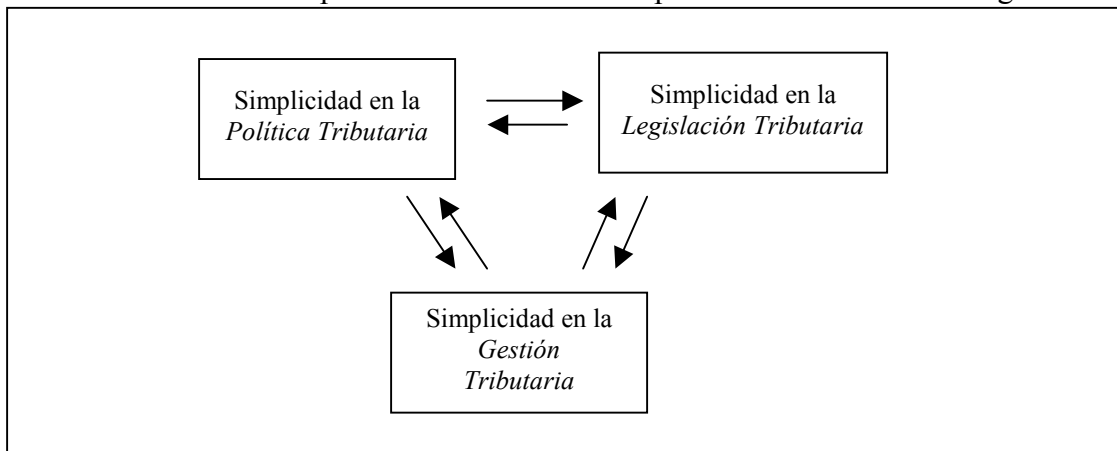 Simplicidad en la
Política Tributaria
Simplicidad en la
Legislación Tributaria
Simplicidad en la
Gestión
Tributaria